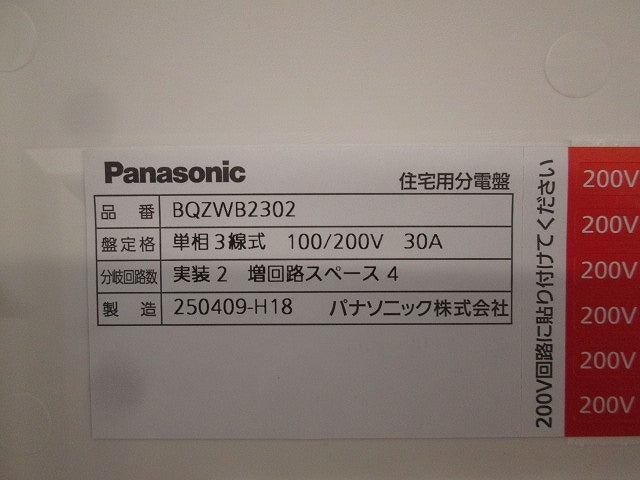 Panasonic
住宅用分電盤
品番 BQZWB2302
盤定格 単相3線式 100/200V 30A
分岐回路数 実装2 増回路スペース4
製造 250409-H18 パナソニック株式会社
200V回路に貼り付けてください
200V
200V
200V
200V
200V
200V